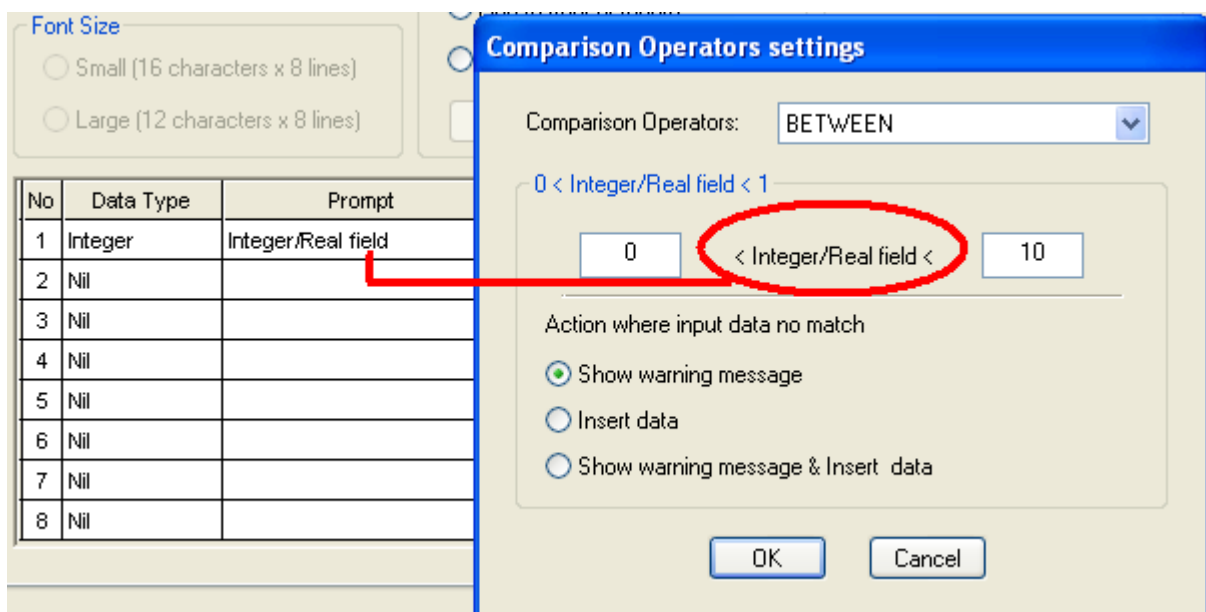 Font Size
Small (16 characters x 8 lines)
Large (12 characters x 8 lines)
No Data Type Prompt
1 Integer Integer/Real field
2 Nil
3 Nil
4 Nil
5 Nil
6 Nil
7 Nil
8 Nil
Comparison Operators settings
Comparison Operators: BETWEEN
0 < Integer/Real field < 1
0 < Integer/Real field < 10
Action where input data no match
Show warning message
Insert data
Show warning message & Insert data
OK Cancel